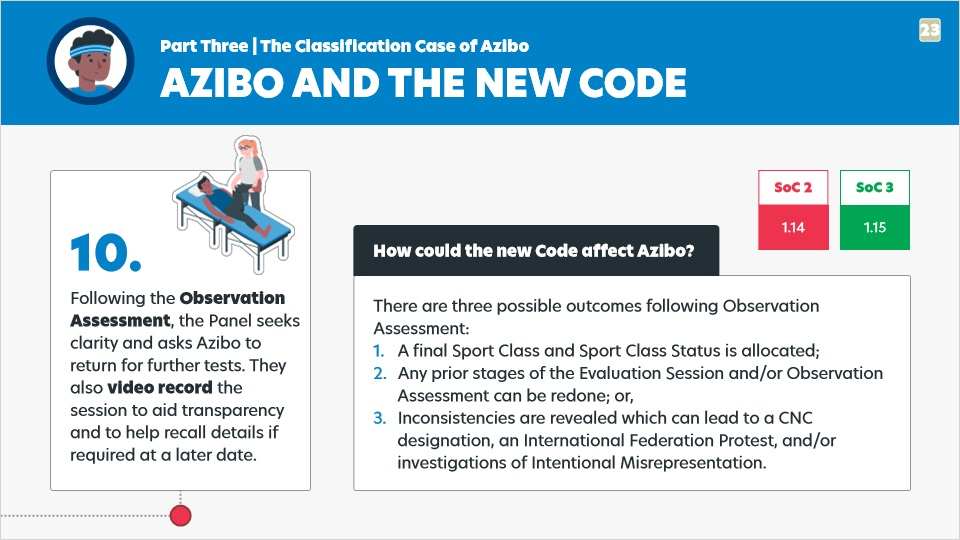 Part Three | The Classification Case of Azibo
AZIBO AND THE NEW CODE
23
10.
Following the Observation
Assessment, the Panel seeks
clarity and asks Azibo to
return for further tests. They
also video record the
session to aid transparency
and to help recall details if
required at a later date.
SoC 2
1.14
SoC 3
1.15
How could the new Code affect Azibo?
There are three possible outcomes following Observation
Assessment:
1. A final Sport Class and Sport Class Status is allocated;
2. Any prior stages of the Evaluation Session and/or Observation
Assessment can be redone; or,
3. Inconsistencies are revealed which can lead to a CNC
designation, an International Federation Protest, and/or
investigations of Intentional Misrepresentation.